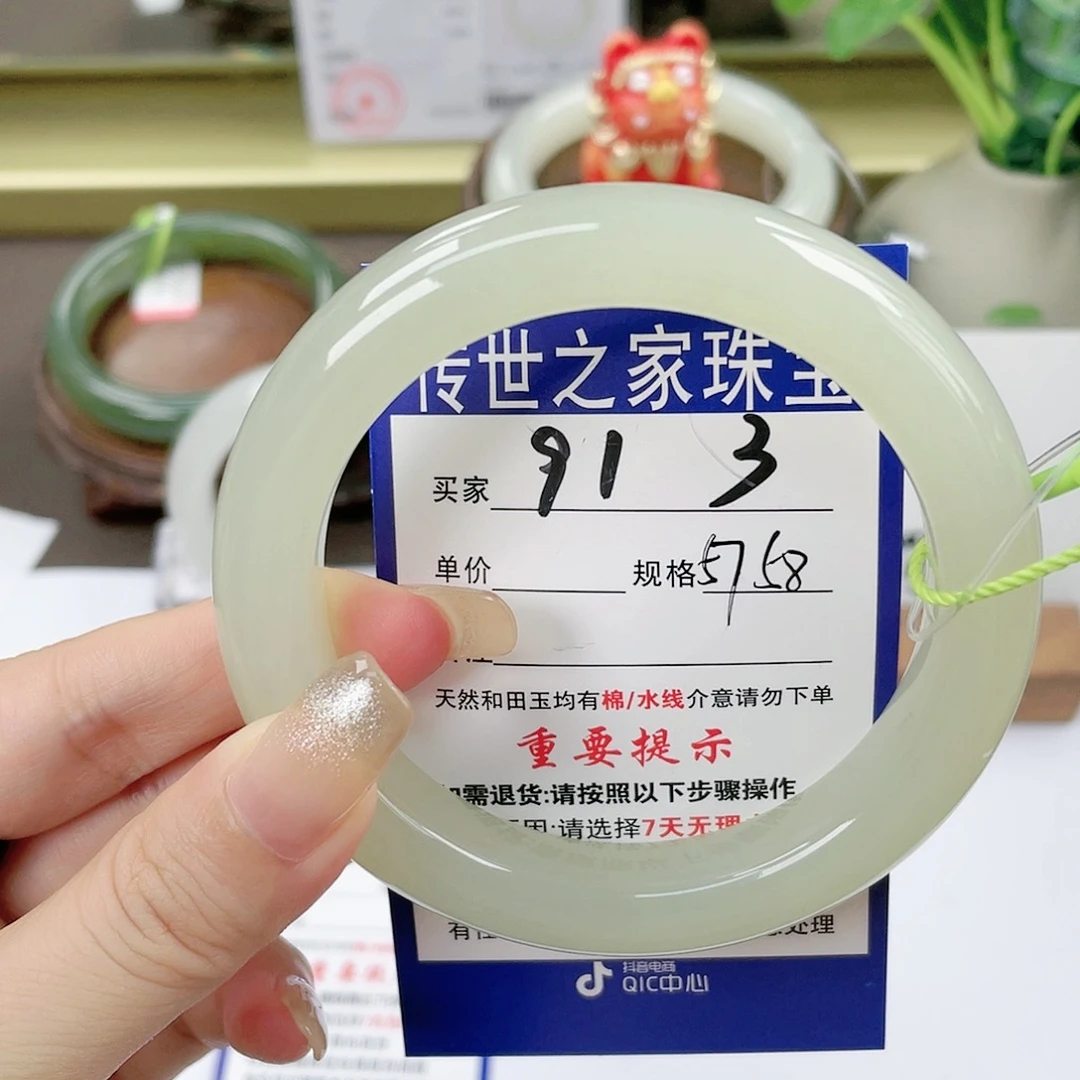 传世之家珠宝
买家 91 3
单价 规格 57 58
天然和田玉均有棉/水线介意请勿下单
重要提示
如需退货:请按照以下步骤操作
原因:请选择7天无理
处理
抖音电商
QIC中心